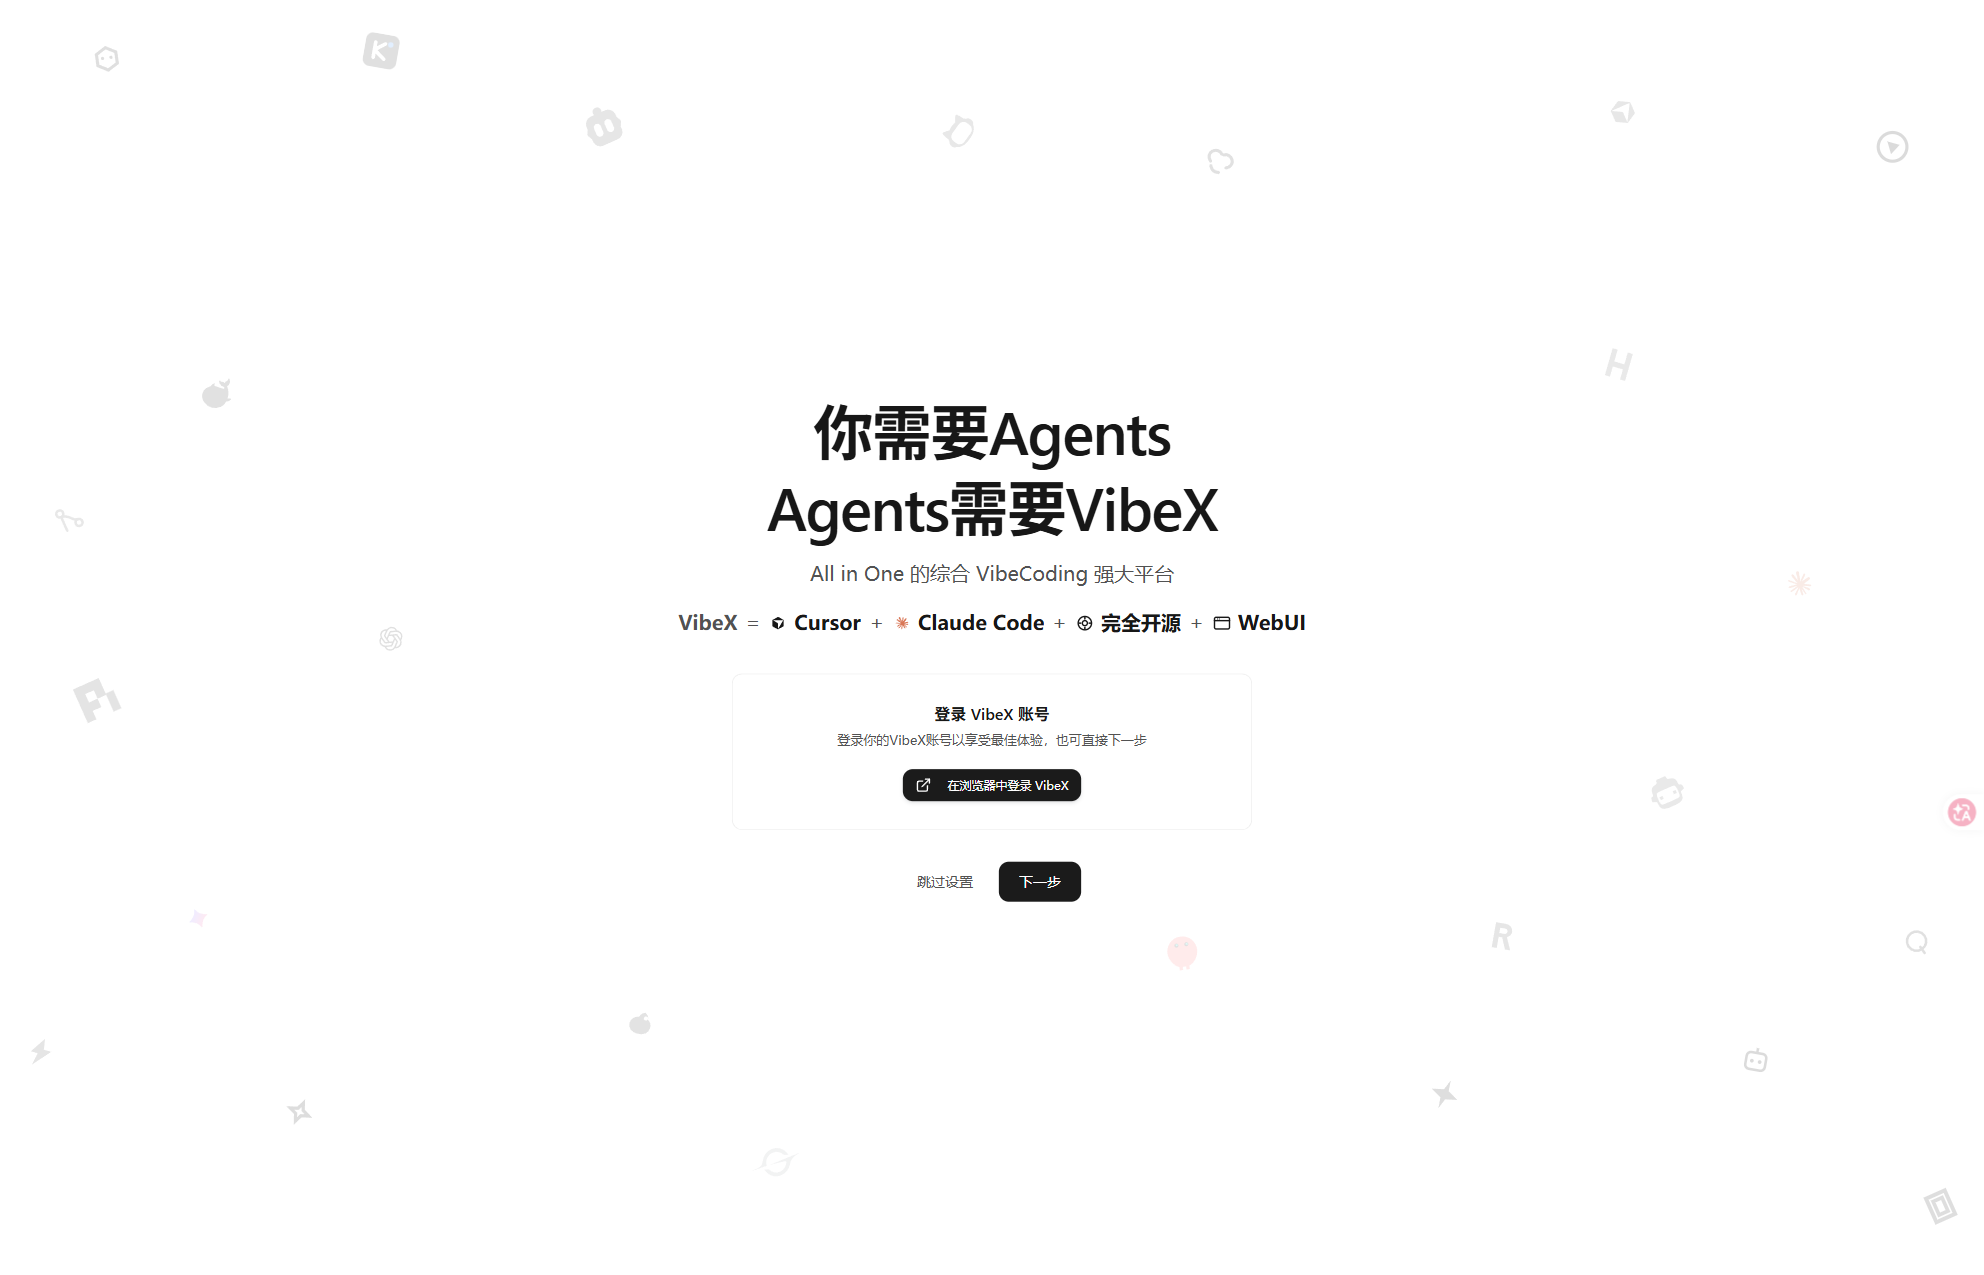 你需要Agents
Agents需要VibeX
All in One 的综合 VibeCoding 强大平台
VibeX = Cursor + Claude Code + 完全开源 + WebUI
登录 VibeX 账号
登录你的VibeX账号以享受最佳体验，也可直接下一步
在浏览器中登录 VibeX
跳过设置 下一步